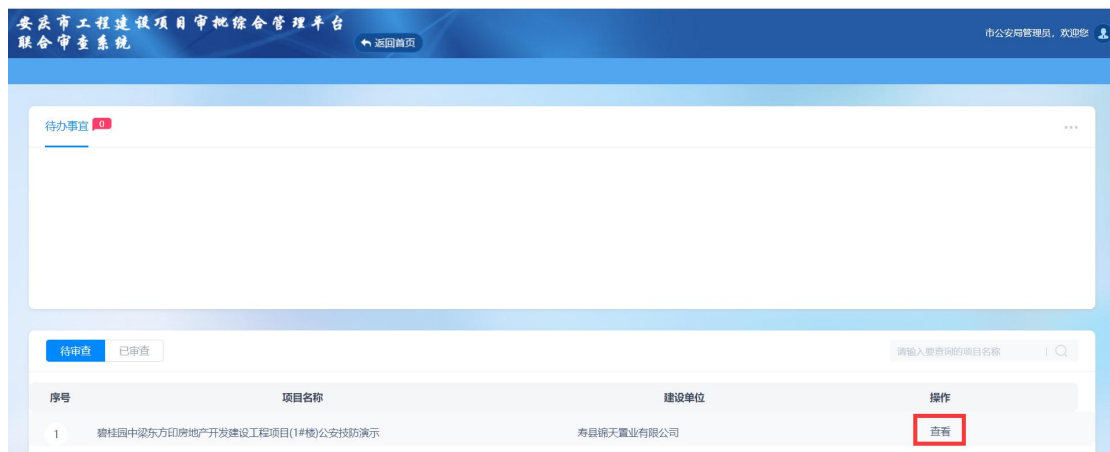 安庆市工程建设项目审批综合管理平台
联合审查系统
返回首页
市公安局管理员，欢迎您
待办事宜 0
待审查 已审查 请输入要查询的项目名称
序号 项目名称 建设单位 操作
1 碧桂园中梁东方印房地产开发建设工程项目(1#楼)公安技防演示 寿县锦天置业有限公司 查看